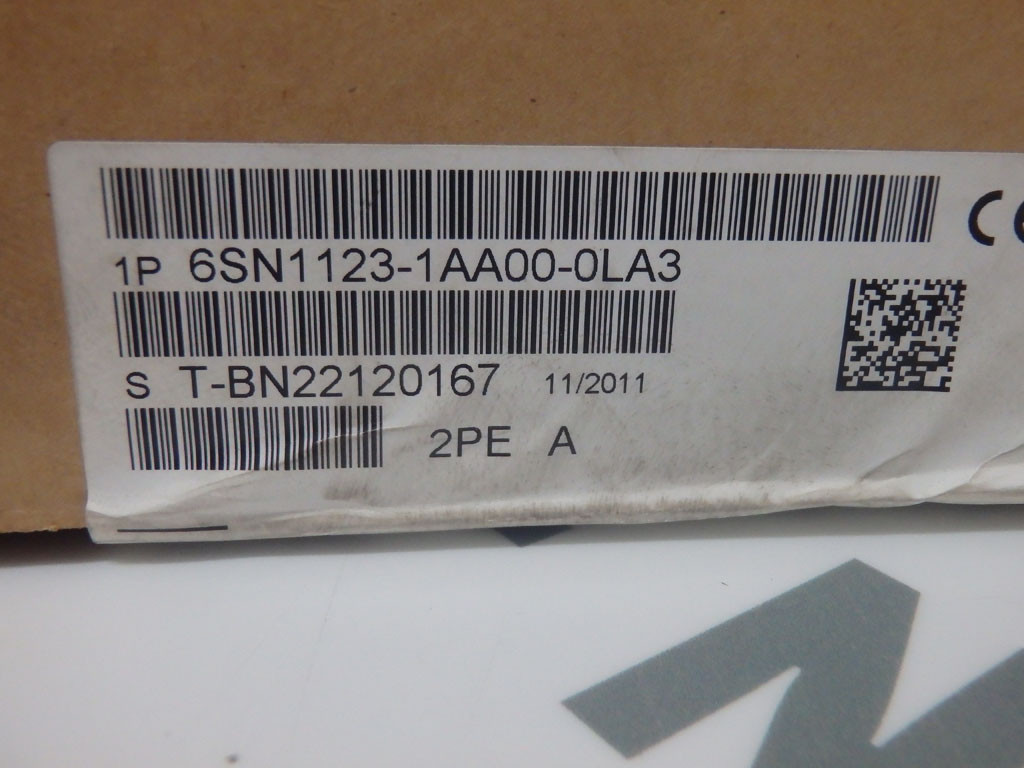 1P 6SN1123-1AA00-0LA3
S T-BN22120167 11/2011
2PE A